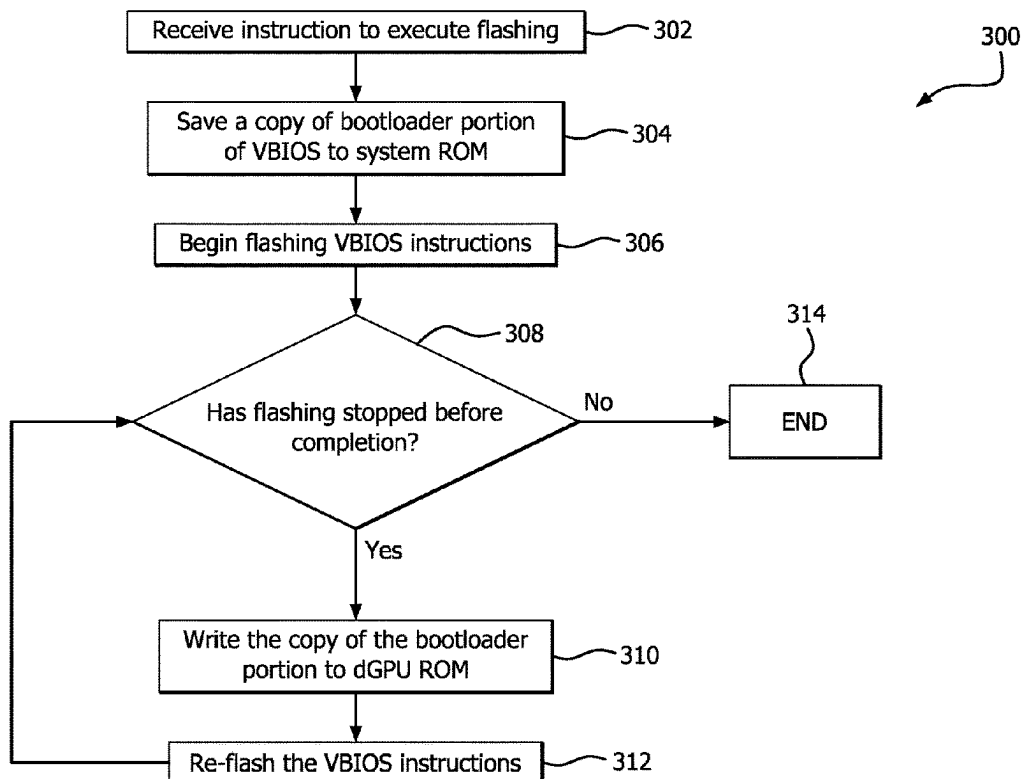 Receive instruction to execute flashing
302
300
Save a copy of bootloader portion
of VBIOS to system ROM
304
Begin flashing VBIOS instructions
306
308
314
Has flashing stopped before
completion?
No
END
Yes
Write the copy of the bootloader
portion to dGPU ROM
310
Re-flash the VBIOS instructions
312